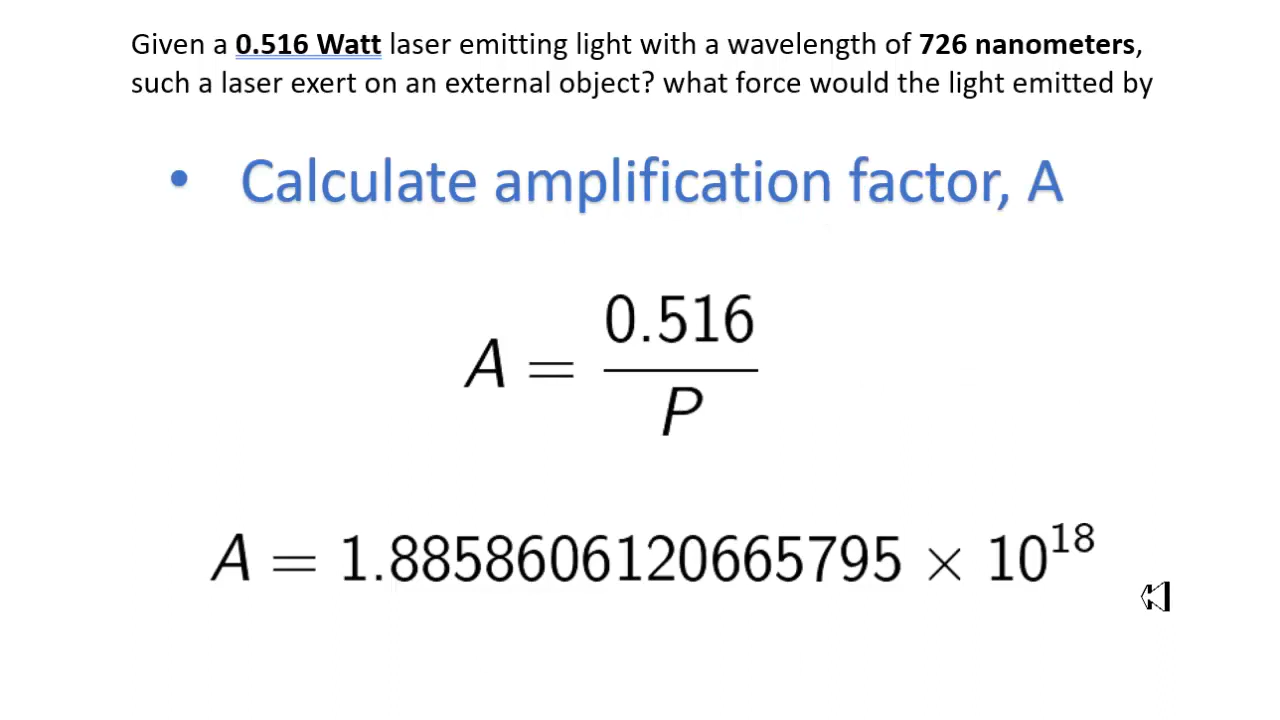 Given a 0.516 Watt laser emitting light with a wavelength of 726 nanometers,
such a laser exert on an external object? what force would the light emitted by
• Calculate amplification factor, A
A = 0.516 / P
A = 1.8858606120665795 × 10^18